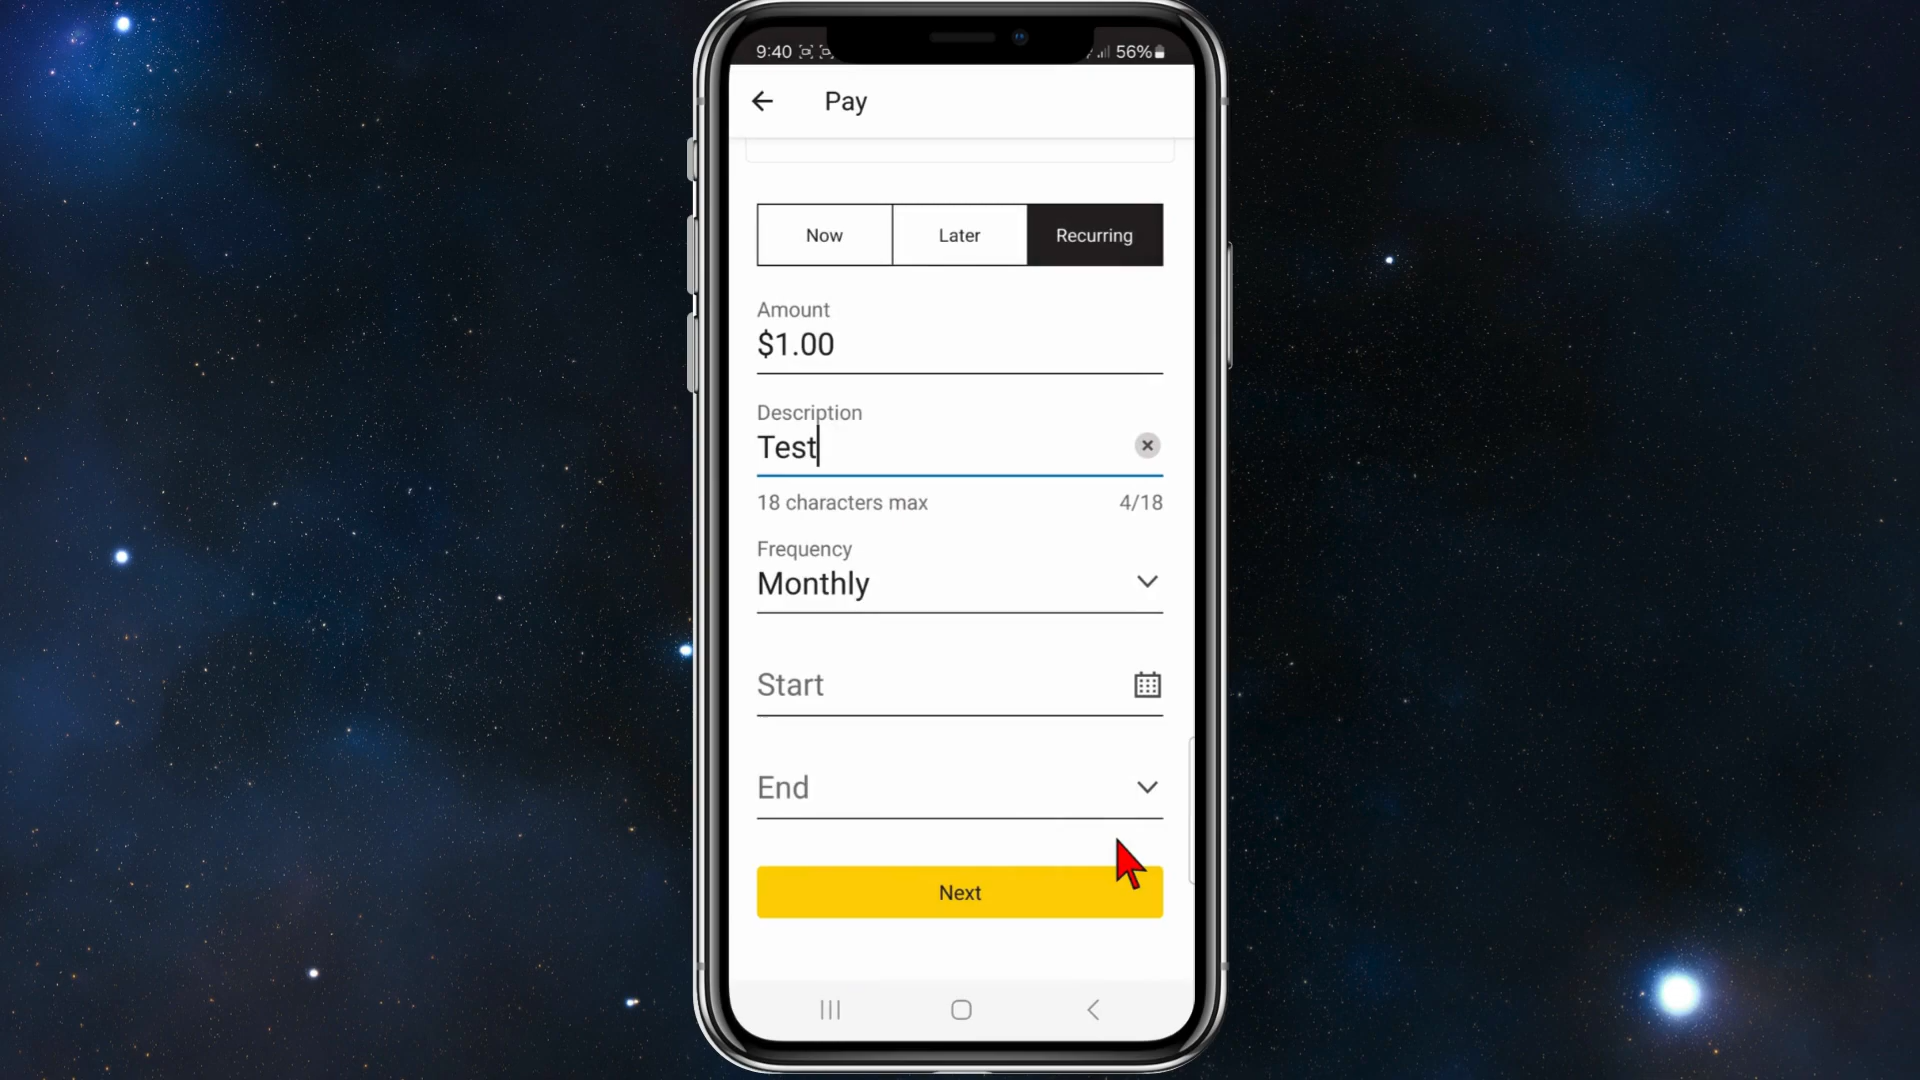 9:40
56%
Pay
Now
Later
Recurring
Amount
$1.00
Description
Test
18 characters max
4/18
Frequency
Monthly
Start
End
Next